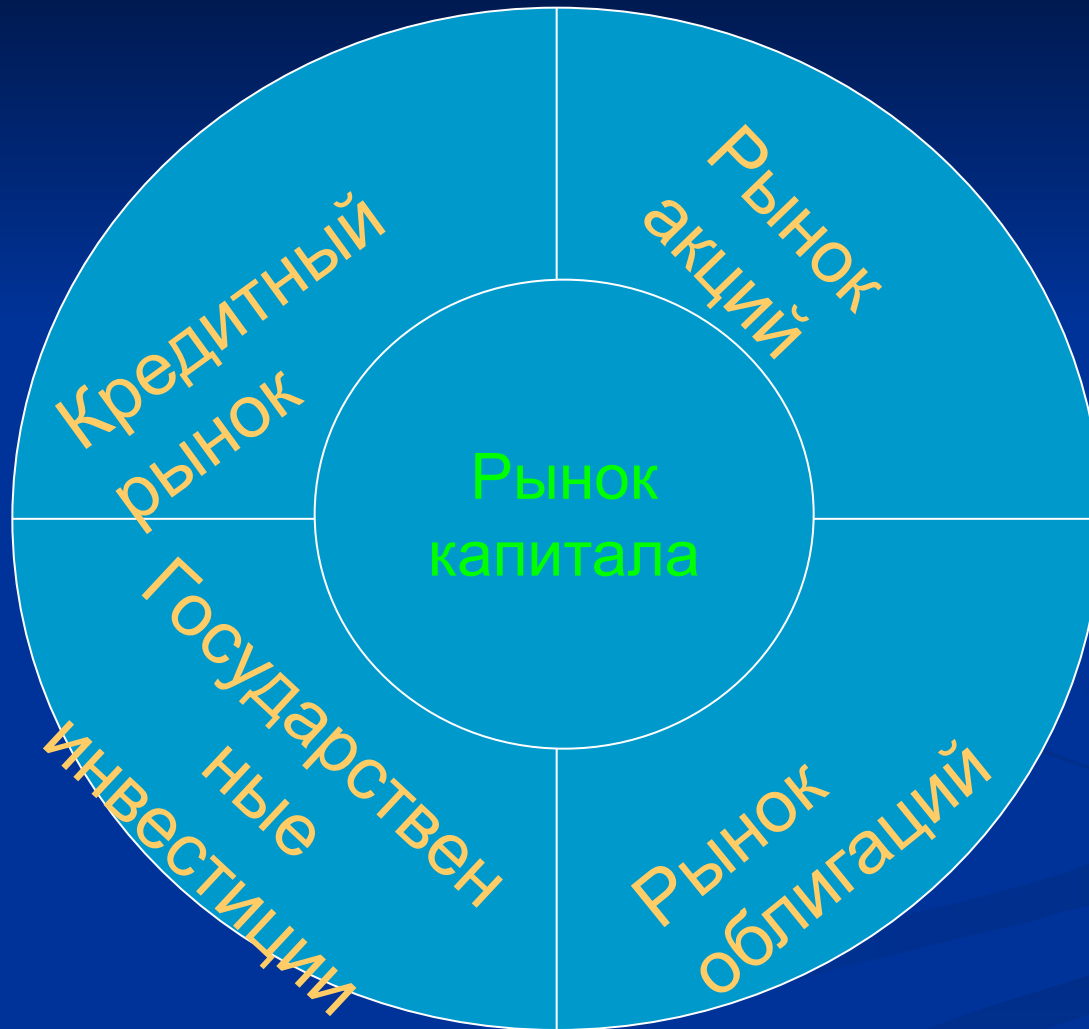 Кредитный
рынок
Рынок
акций
Рынок
капитала
Государствен
ные
инвестиции
Рынок
облигаций